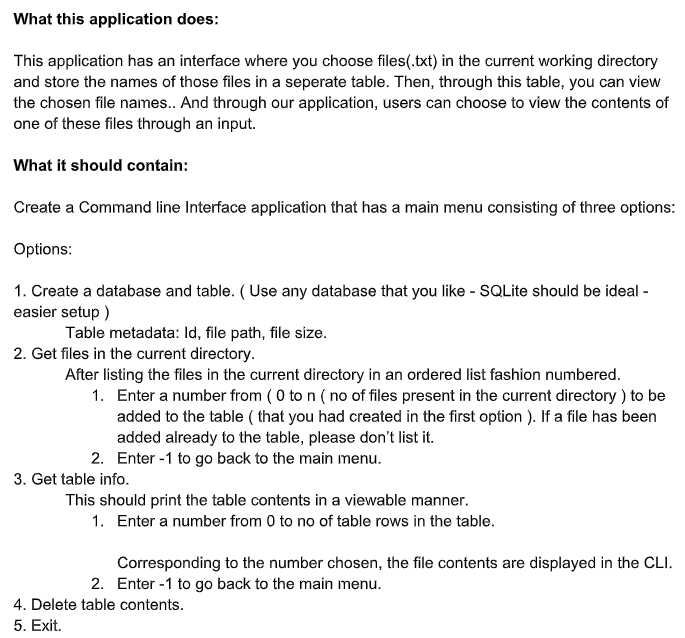 What this application does:
This application has an interface where you choose files(.txt) in the current working directory
and store the names of those files in a seperate table. Then, through this table, you can view
the chosen file names.. And through our application, users can choose to view the contents of
one of these files through an input.
What it should contain:
Create a Command line Interface application that has a main menu consisting of three options:
Options:
1. Create a database and table. ( Use any database that you like - SQLite should be ideal -
easier setup )
Table metadata: Id, file path, file size.
2. Get files in the current directory.
After listing the files in the current directory in an ordered list fashion numbered.
1. Enter a number from ( 0 to n ( no of files present in the current directory ) to be
added to the table ( that you had created in the first option ). If a file has been
added already to the table, please don't list it.
2. Enter -1 to go back to the main menu.
3. Get table info.
This should print the table contents in a viewable manner.
1. Enter a number from 0 to no of table rows in the table.
Corresponding to the number chosen, the file contents are displayed in the CLI.
2. Enter -1 to go back to the main menu.
4. Delete table contents.
5. Exit.